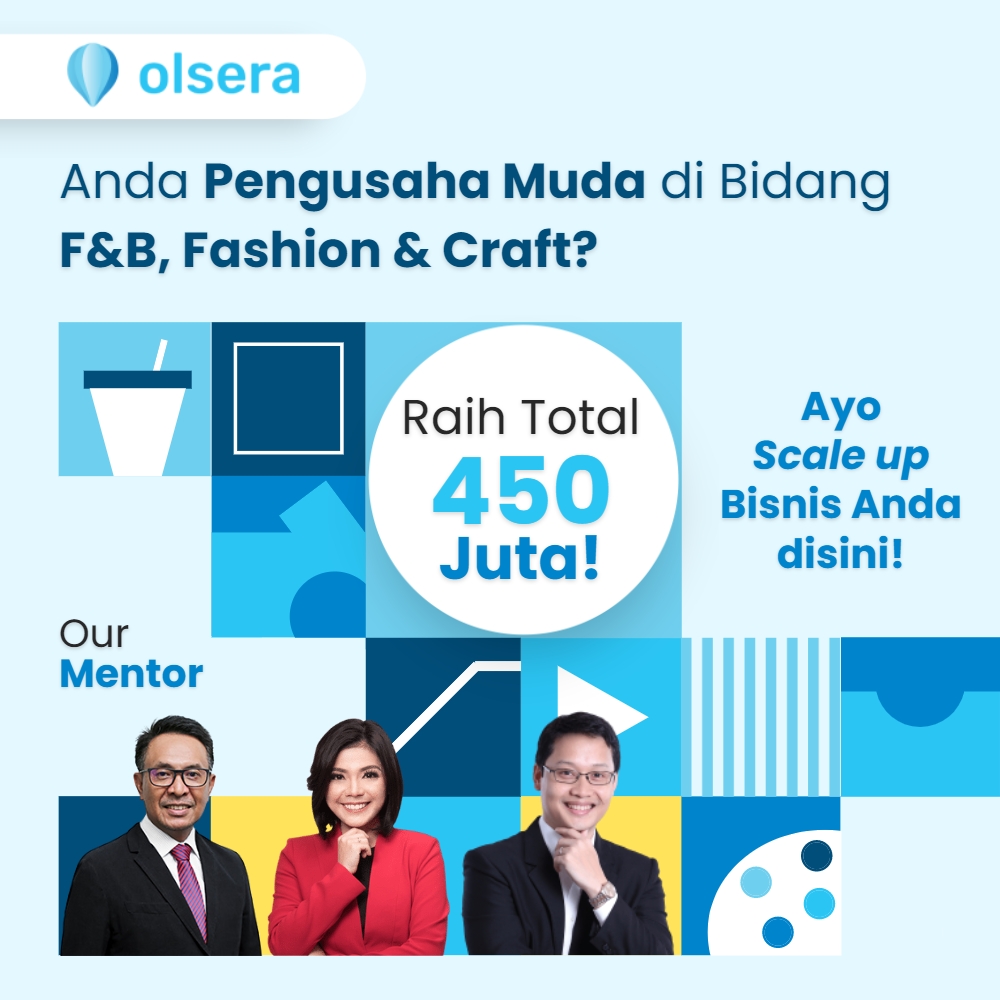 olsera
Anda Pengusaha Muda di Bidang
F&B, Fashion & Craft?
Raih Total
450
Juta!
Ayo
Scale up
Bisnis Anda
disini!
Our
Mentor